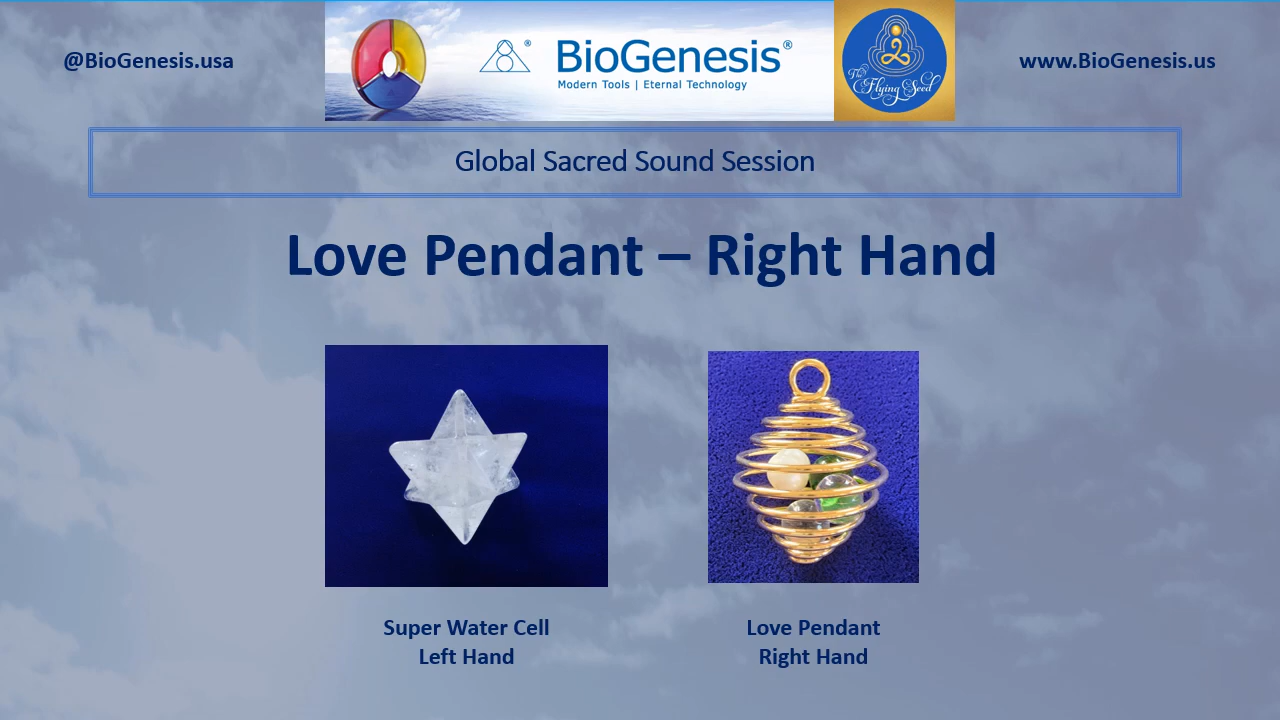 @BioGenesis.usa
BioGenesis®
Modern Tools | Eternal Technology
The
Flying Seed
www.BioGenesis.us
Global Sacred Sound Session
Love Pendant – Right Hand
Super Water Cell
Left Hand
Love Pendant
Right Hand